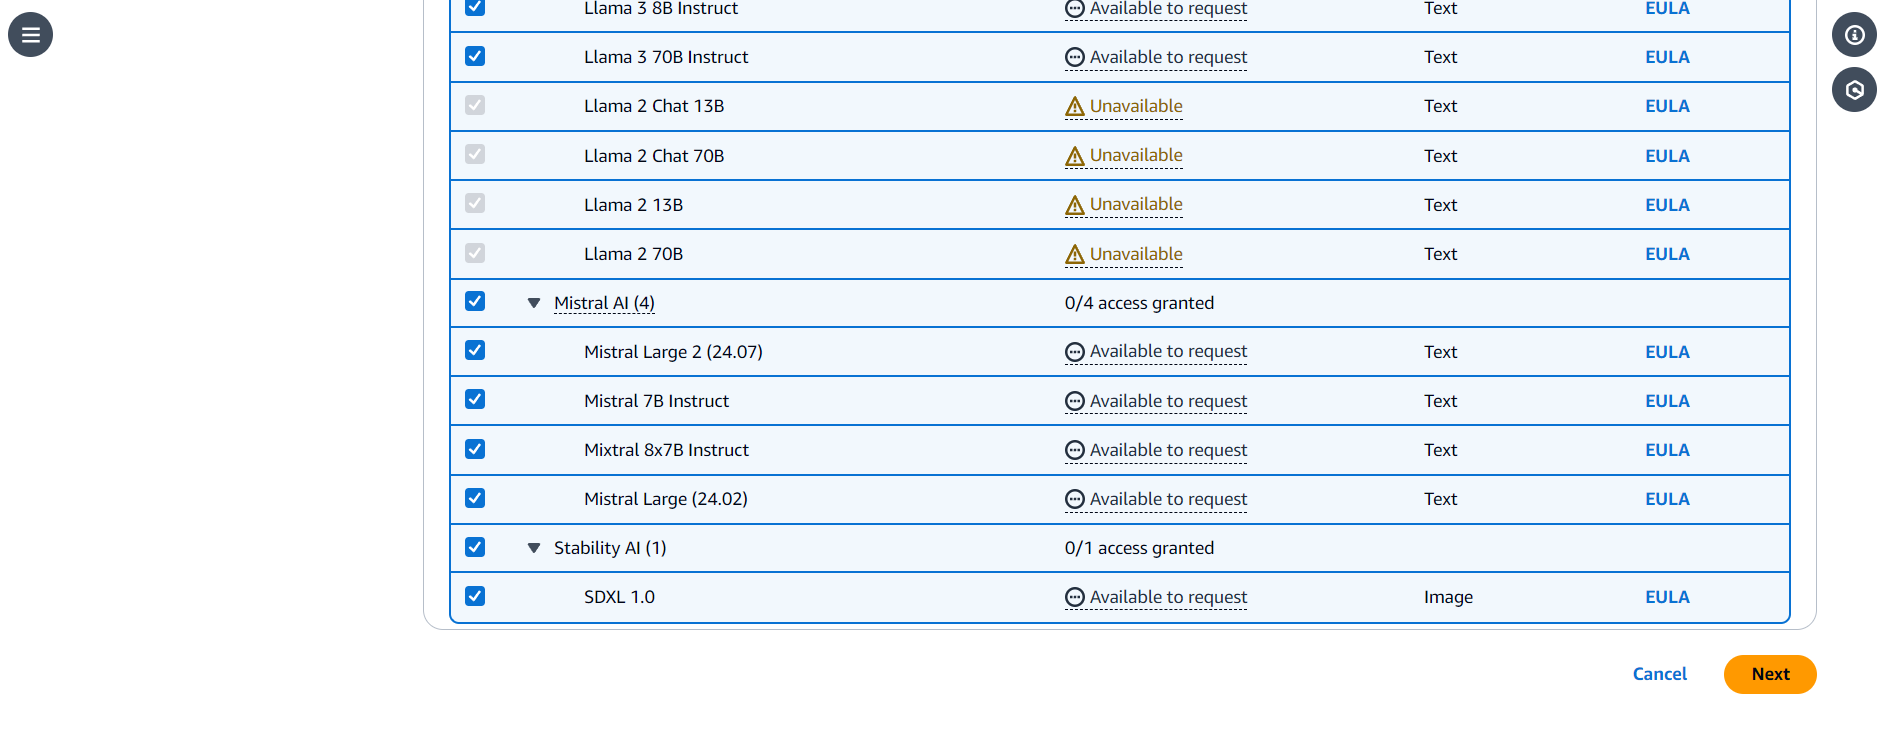 Llama 3 8B Instruct Available to request Text EULA
Llama 3 70B Instruct Available to request Text EULA
Llama 2 Chat 13B Unavailable Text EULA
Llama 2 Chat 70B Unavailable Text EULA
Llama 2 13B Unavailable Text EULA
Llama 2 70B Unavailable Text EULA
Mistral AI (4) 0/4 access granted
Mistral Large 2 (24.07) Available to request Text EULA
Mistral 7B Instruct Available to request Text EULA
Mixtral 8x7B Instruct Available to request Text EULA
Mistral Large (24.02) Available to request Text EULA
Stability AI (1) 0/1 access granted
SDXL 1.0 Available to request Image EULA
Cancel Next